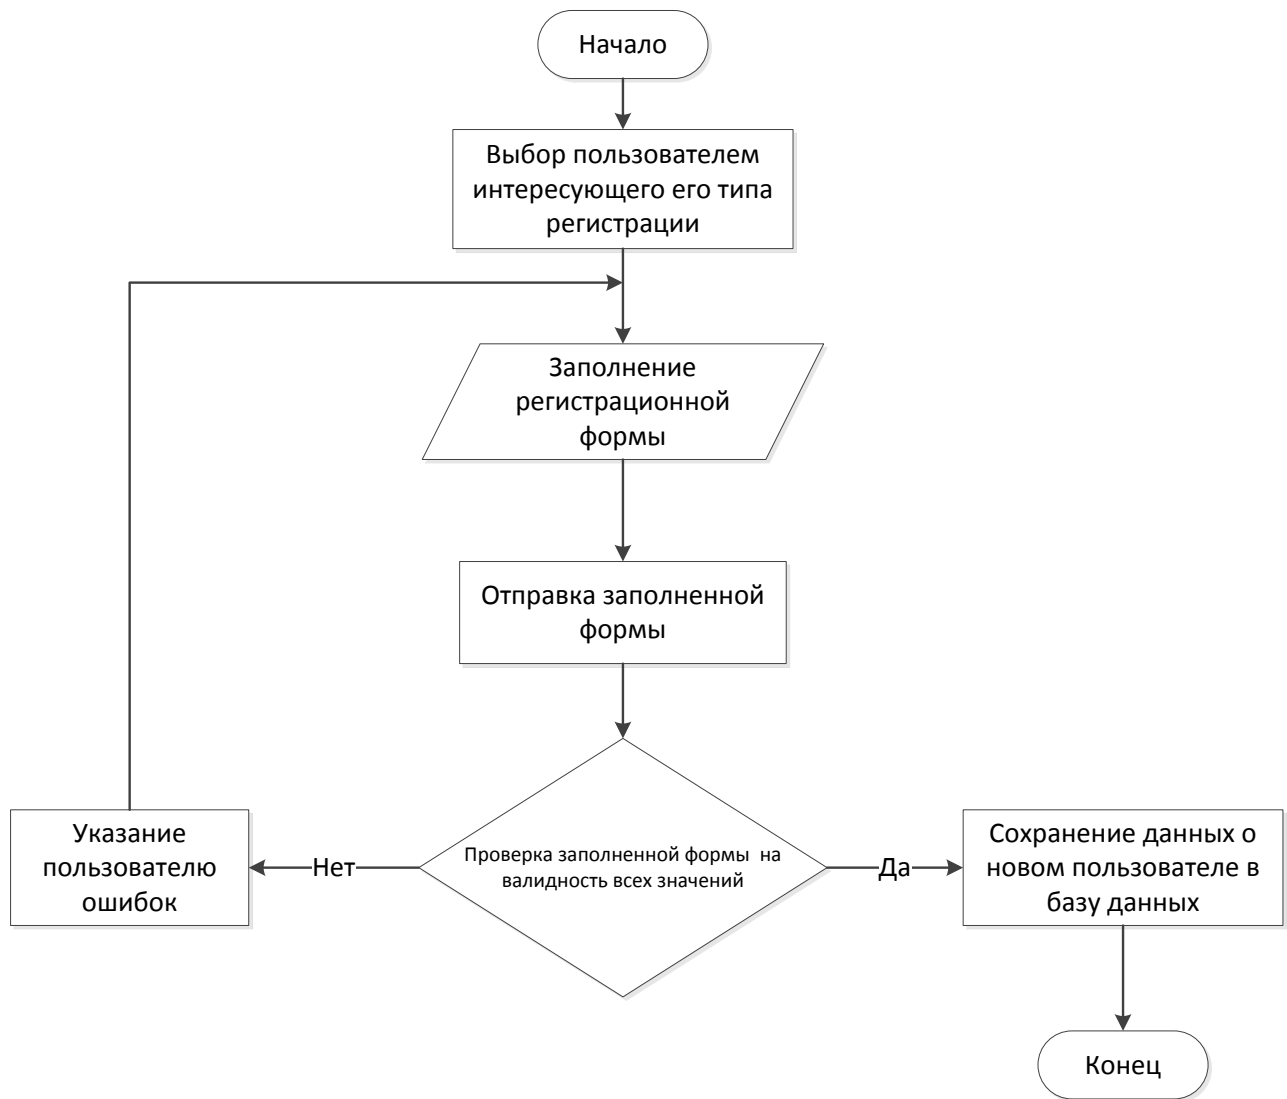 Начало
Выбор пользователем
интересующего его типа
регистрации
Заполнение
регистрационной
формы
Отправка заполненной
формы
Указание
пользователю
ошибок
Нет
Проверка заполненной формы на
валидность всех значений
Да
Сохранение данных о
новом пользователе в
базу данных
Конец